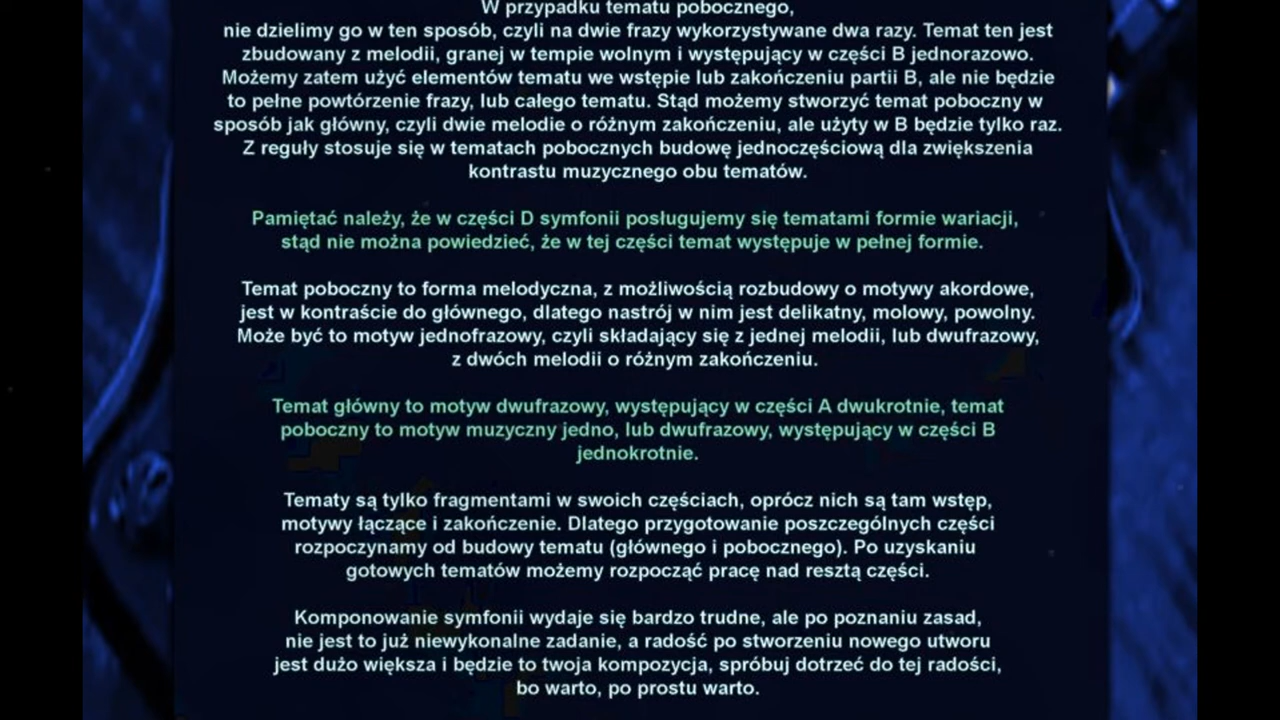 W przypadku tematu pobocznego,
nie dzielimy go w ten sposób, czyli na dwie frazy wykorzystywane dwa razy. Temat ten jest
zbudowany z melodii, granej w tempie wolnym i występujący w części B jednorazowo.
Możemy zatem użyć elementów tematu we wstępie lub zakończeniu partii B, ale nie będzie
to pełne powtórzenie frazy, lub całego tematu. Stąd możemy stworzyć temat poboczny w
sposób jak główny, czyli dwie melodie o różnym zakończeniu, ale użyty w B będzie tylko raz.
Z reguły stosuje się w tematach pobocznych budowę jednoczęściową dla zwiększenia
kontrastu muzycznego obu tematów.
Pamiętać należy, że w części D symfonii posługujemy się tematami formie wariacji,
stąd nie można powiedzieć, że w tej części temat występuje w pełnej formie.
Temat poboczny to forma melodyczna, z możliwością rozbudowy o motywy akordowe,
jest w kontraście do głównego, dlatego nastrój w nim jest delikatny, molowy, powolny.
Może być to motyw jednofrazowy, czyli składający się z jednej melodii, lub dwufrazowy,
z dwóch melodii o różnym zakończeniu.
Temat główny to motyw dwufrazowy, występujący w części A dwukrotnie, temat
poboczny to motyw muzyczny jedno, lub dwufrazowy, występujący w części B
jednokrotnie.
Tematy są tylko fragmentami w swoich częściach, oprócz nich są tam wstęp,
motywy łączące i zakończenie. Dlatego przygotowanie poszczególnych części
rozpoczynamy od budowy tematu (głównego i pobocznego). Po uzyskaniu
gotowych tematów możemy rozpocząć pracę nad resztą części.
Komponowanie symfonii wydaje się bardzo trudne, ale po poznaniu zasad,
nie jest to już niewykonalne zadanie, a radość po stworzeniu nowego utworu
jest dużo większa i będzie to twoja kompozycja, spróbuj dotrzeć do tej radości,
bo warto, po prostu warto.